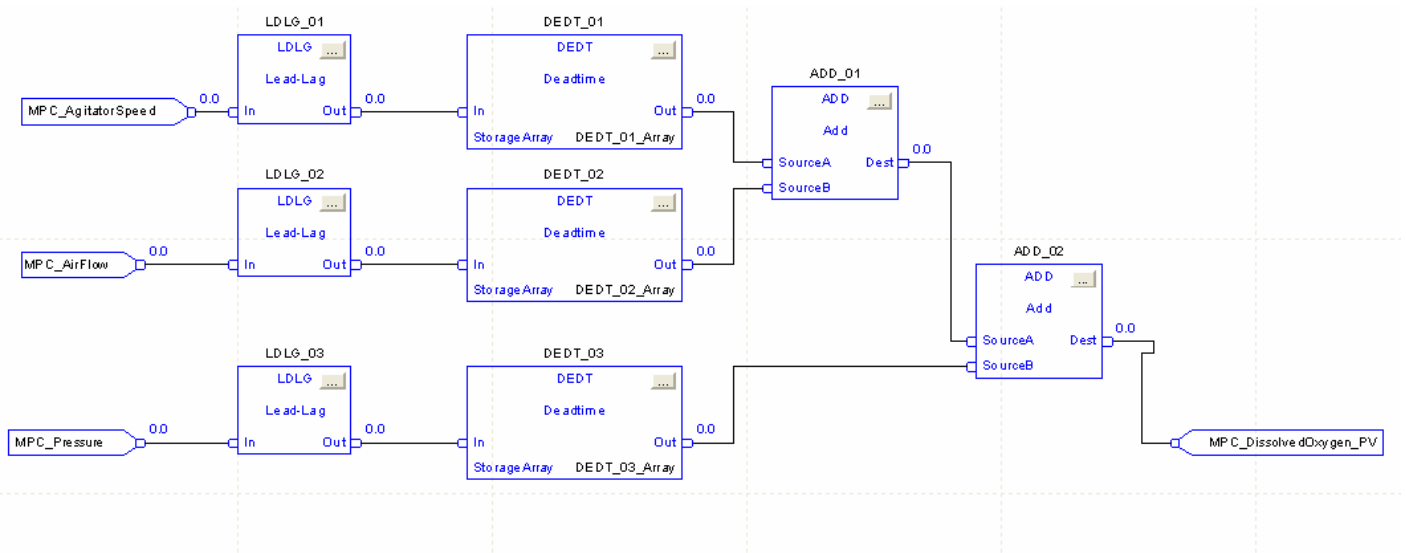 LDLG_01
LDLG ...
Lead-Lag
MPC_AgitatorSpeed
0.0
In Out
0.0
DEDT_01
DEDT ...
Deadtime
In Out
0.0
StorageArray DEDT_01_Array
ADD_01
ADD ...
Add
SourceA Dest
0.0
SourceB
LDLG_02
LDLG ...
Lead-Lag
MPC_AirFlow
0.0
In Out
0.0
DEDT_02
DEDT ...
Deadtime
In Out
0.0
StorageArray DEDT_02_Array
ADD_02
ADD ...
Add
SourceA Dest
0.0
SourceB
LDLG_03
LDLG ...
Lead-Lag
MPC_Pressure
0.0
In Out
0.0
DEDT_03
DEDT ...
Deadtime
In Out
0.0
StorageArray DEDT_03_Array
MPC_DissolvedOxygen_PV